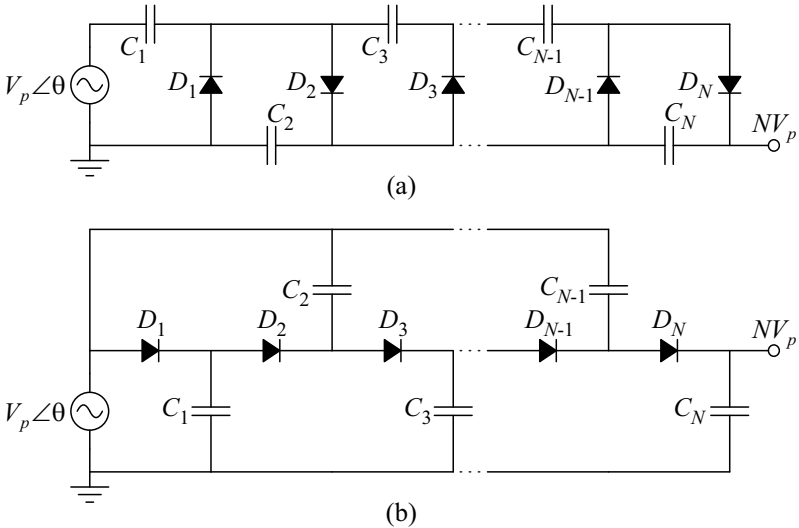 C1 C3 CN-1
Vp∠θ D1 D2 D3 DN-1 DN
C2 CN NVp
(a)
C2 CN-1
D1 D2 D3 DN-1 DN NVp
Vp∠θ C1 C3 CN
(b)